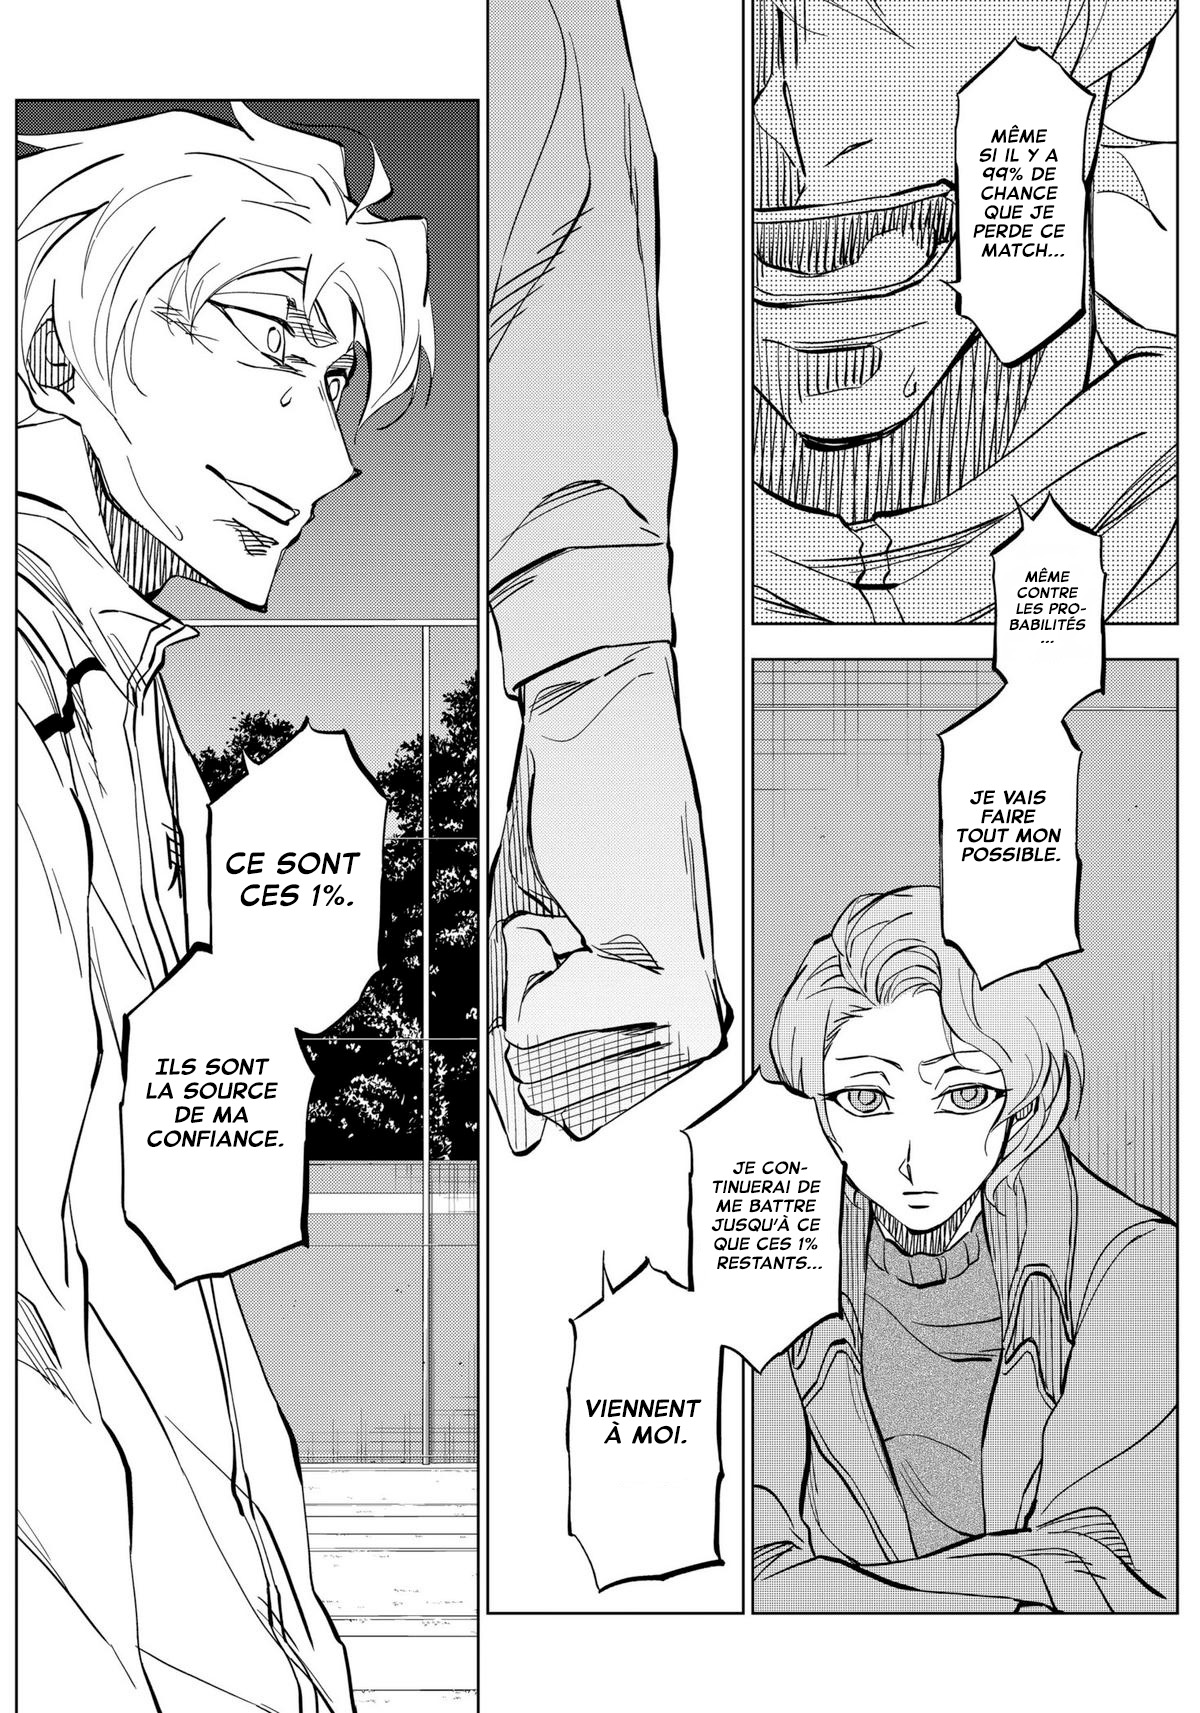 MÊME
SI IL Y A
99% DE
CHANCE
QUE JE
PERDE CE
MATCH...
MÊME
CONTRE
LES PRO-
BABILITÉS
...
JE VAIS
FAIRE
TOUT MON
POSSIBLE.
JE CON-
TINUERAI DE
ME BATTRE
JUSQU'À CE
QUE CES 1%
RESTANTS...
VIENNENT
À MOI.
CE SONT
CES 1%.
ILS SONT
LA SOURCE
DE MA
CONFIANCE.